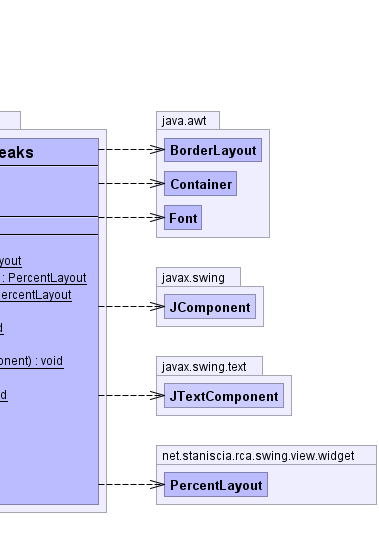 eaks
yout
: PercentLayout
PercentLayout
d
onent) : void
d
java.awt
BorderLayout
Container
Font
javax.swing
JComponent
javax.swing.text
JTextComponent
net.staniscia.rca.swing.view.widget
PercentLayout